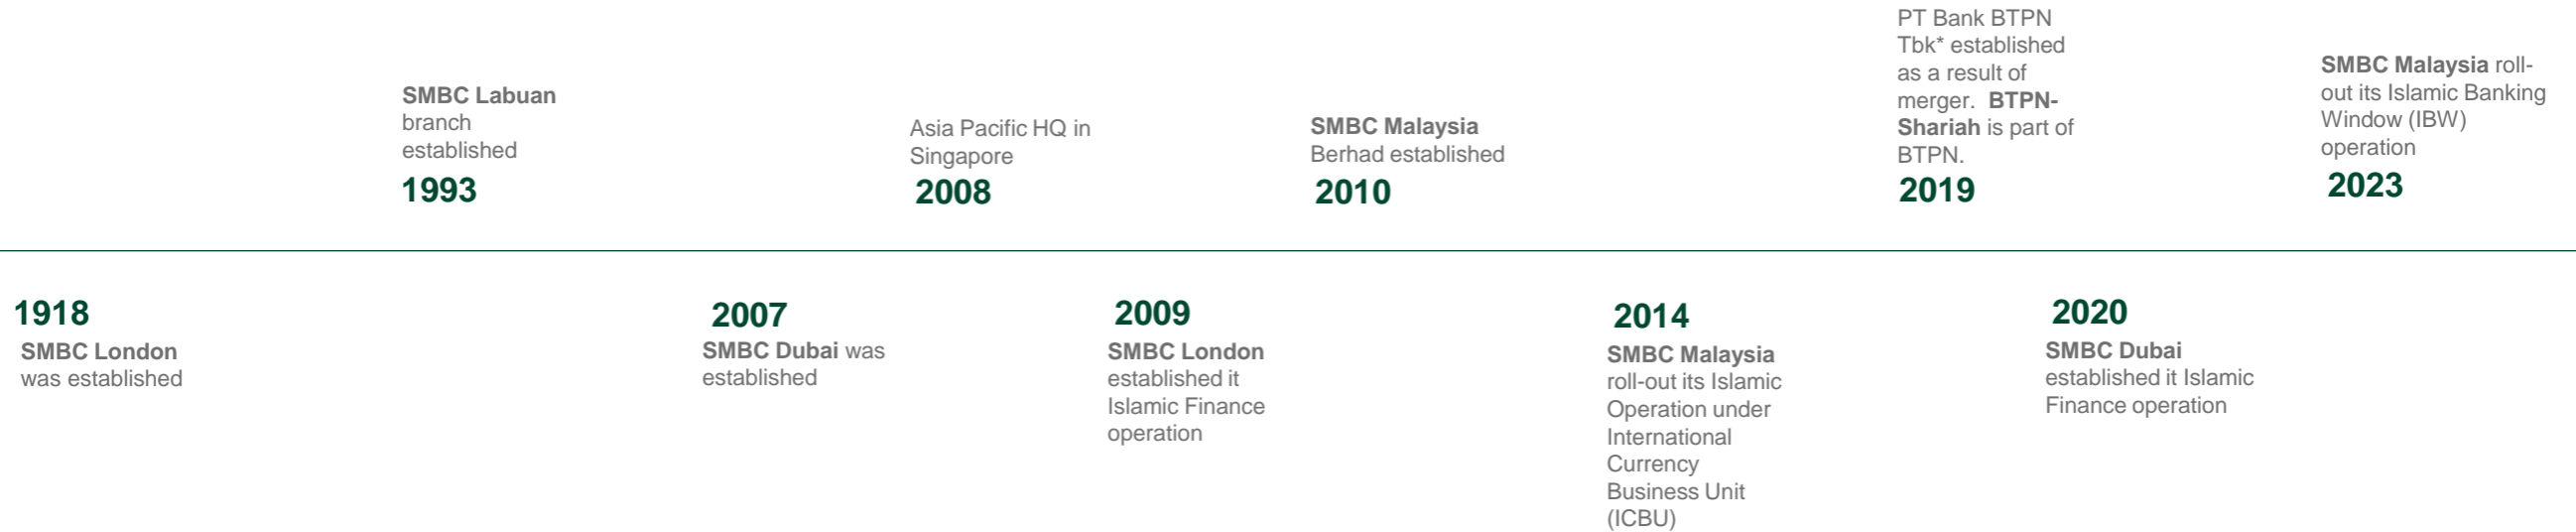 SMBC Labuan
branch
established
1993
Asia Pacific HQ in
Singapore
2008
SMBC Malaysia
Berhad established
2010
PT Bank BTPN
Tbk* established
as a result of
merger.  BTPN-
Shariah is part of
BTPN.
2019
SMBC Malaysia roll-
out its Islamic Banking
Window (IBW)
operation
2023
1918
SMBC London
was established
2007
SMBC Dubai was
established
2009
SMBC London
established it
Islamic Finance
operation
2014
SMBC Malaysia
roll-out its Islamic
Operation under
International
Currency
Business Unit
(ICBU)
2020
SMBC Dubai
established it Islamic
Finance operation